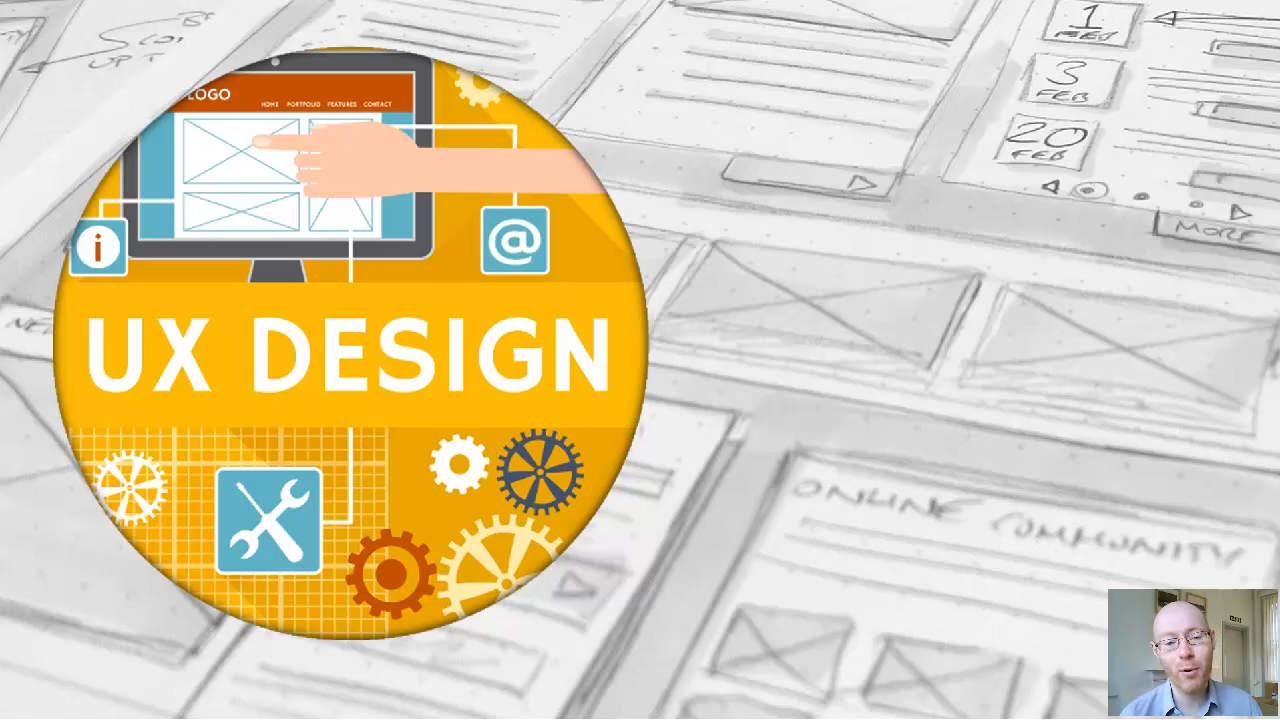 LOGO
HOME PORTFOLIO FEATURES CONTACT
i
@
UX DESIGN
1
FEB
3
FEB
20
FEB
MORE
ONLINE COMMUNITY